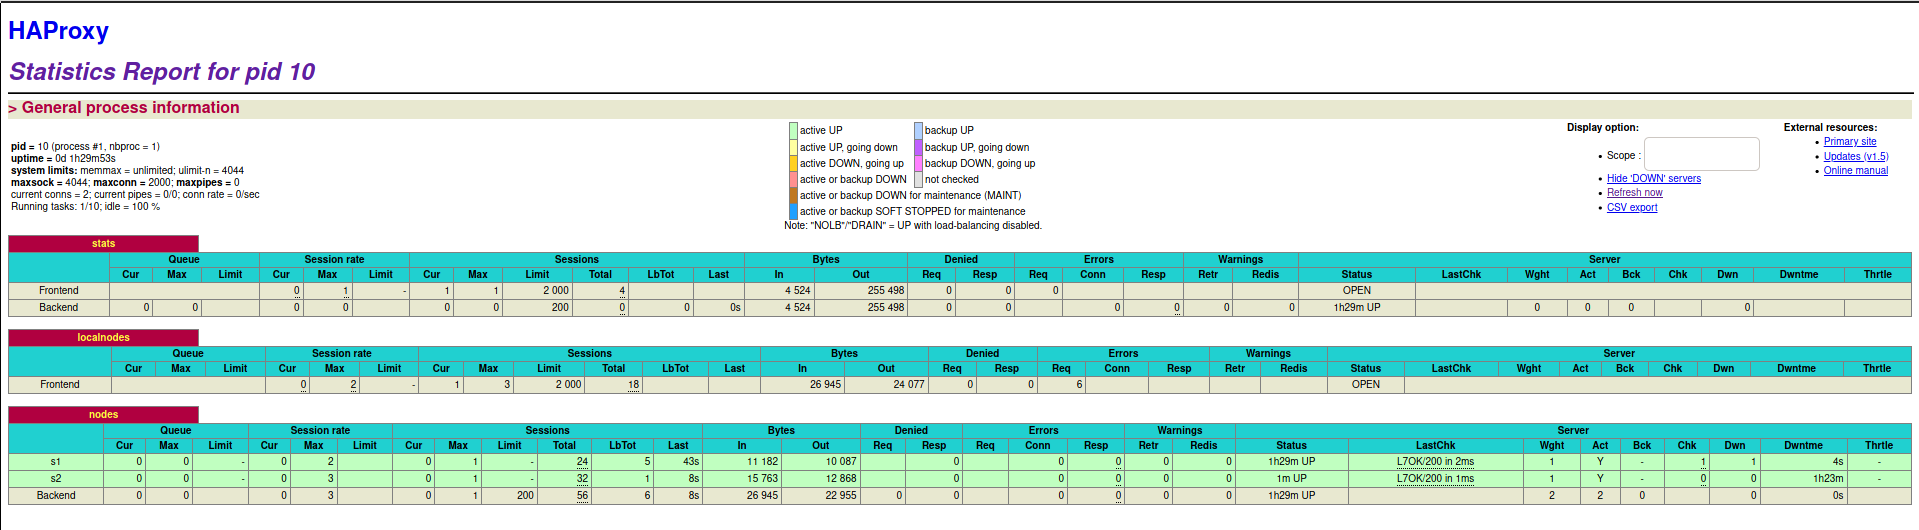 HAProxy
Statistics Report for pid 10
> General process information
pid = 10 (process #1, nbproc = 1)
uptime = 0d 1h29m53s
system limits: memmax = unlimited; ulimit-n = 4044
maxsock = 4044; maxconn = 2000; maxpipes = 0
current conns = 2; current pipes = 0/0; conn rate = 0/sec
Running tasks: 1/10; idle = 100 %
active UP backup UP
active UP, going down backup UP, going down
active DOWN, going up backup DOWN, going up
active or backup DOWN not checked
active or backup DOWN for maintenance (MAINT)
active or backup SOFT STOPPED for maintenance
Note: "NOLB"/"DRAIN" = UP with load-balancing disabled.
Display option:
• Scope :
• Hide 'DOWN' servers
• Refresh now
• CSV export
External resources:
• Primary site
• Updates (v1.5)
• Online manual
stats
Queue Session rate Sessions Bytes Denied Errors Warnings Server
Cur Max Limit Cur Max Limit Cur Max Limit Total LbTot Last In Out Req Resp Req Conn Resp Retr Redis Status LastChk Wght Act Bck Chk Dwn Dwntme Thrtle
Frontend 0 1 - 1 1 2 000 4 4 524 255 498 0 0 0 OPEN
Backend 0 0 0 0 0 0 200 0 0 0s 4 524 255 498 0 0 0 0 0 0 1h29m UP 0 0 0 0
localnodes
Queue Session rate Sessions Bytes Denied Errors Warnings Server
Cur Max Limit Cur Max Limit Cur Max Limit Total LbTot Last In Out Req Resp Req Conn Resp Retr Redis Status LastChk Wght Act Bck Chk Dwn Dwntme Thrtle
Frontend 0 2 - 1 3 2 000 18 26 945 24 077 0 0 6 OPEN
nodes
Queue Session rate Sessions Bytes Denied Errors Warnings Server
Cur Max Limit Cur Max Limit Cur Max Limit Total LbTot Last In Out Req Resp Req Conn Resp Retr Redis Status LastChk Wght Act Bck Chk Dwn Dwntme Thrtle
s1 0 0 - 0 2 0 1 - 24 5 43s 11 182 10 087 0 0 0 0 0 1h29m UP L7OK/200 in 2ms 1 Y - 1 1 4s -
s2 0 0 - 0 3 0 1 - 32 1 8s 15 763 12 868 0 0 0 0 0 1m UP L7OK/200 in 1ms 1 Y - 0 0 1h23m -
Backend 0 0 0 3 0 1 200 56 6 8s 26 945 22 955 0 0 0 0 0 0 1h29m UP 2 2 0 0 0s